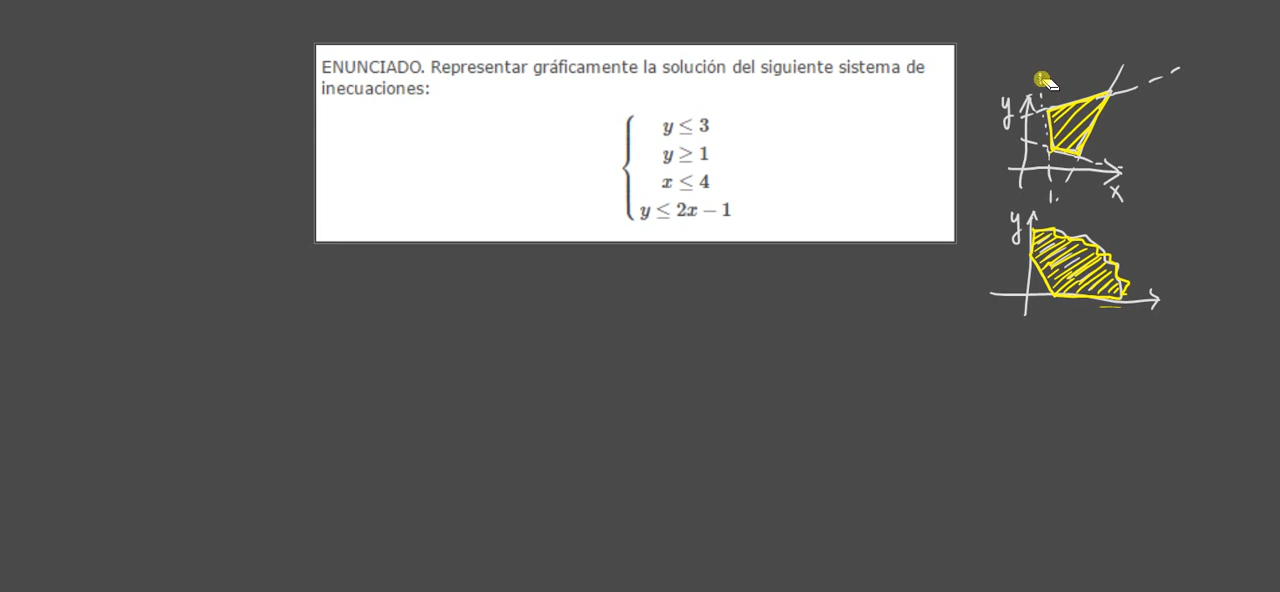 ENUNCIADO. Representar gráficamente la solución del siguiente sistema de
inecuaciones:
y ≤ 3
y ≥ 1
x ≤ 4
y ≤ 2x − 1
y
x
1.
y